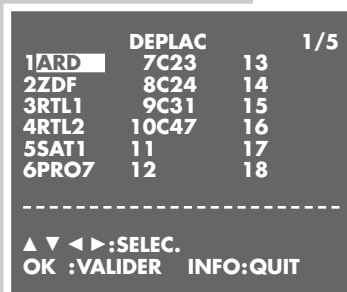 DEPLAC 1/5
1ARD 7C23 13
2ZDF 8C24 14
3RTL1 9C31 15
4RTL2 10C47 16
5SAT1 11 17
6PRO7 12 18
▲ ▼ ◄ ►:SELEC.
OK :VALIDER INFO:QUIT